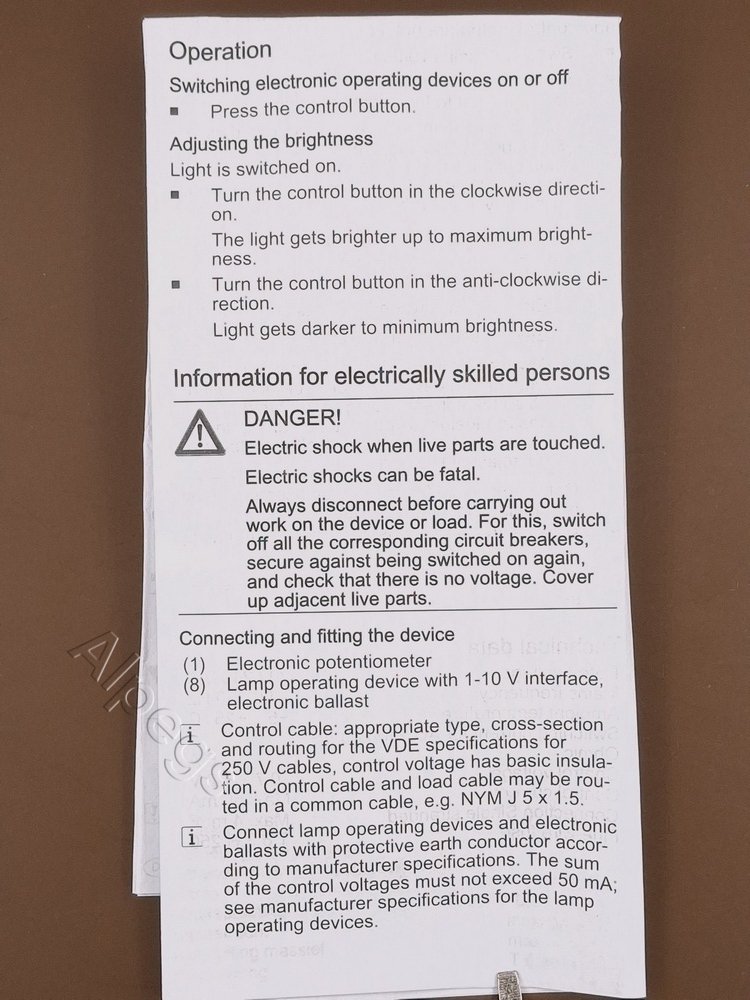 Operation
Switching electronic operating devices on or off
■ Press the control button.
Adjusting the brightness
Light is switched on.
■ Turn the control button in the clockwise directi-
on.
The light gets brighter up to maximum bright-
ness.
■ Turn the control button in the anti-clockwise di-
rection.
Light gets darker to minimum brightness.
Information for electrically skilled persons
DANGER!
Electric shock when live parts are touched.
Electric shocks can be fatal.
Always disconnect before carrying out
work on the device or load. For this, switch
off all the corresponding circuit breakers,
secure against being switched on again,
and check that there is no voltage. Cover
up adjacent live parts.
Connecting and fitting the device
(1) Electronic potentiometer
(8) Lamp operating device with 1-10 V interface,
electronic ballast
i Control cable: appropriate type, cross-section
and routing for the VDE specifications for
250 V cables, control voltage has basic insula-
tion. Control cable and load cable may be rou-
ted in a common cable, e.g. NYM J 5 x 1.5.
i Connect lamp operating devices and electronic
ballasts with protective earth conductor accor-
ding to manufacturer specifications. The sum
of the control voltages must not exceed 50 mA;
see manufacturer specifications for the lamp
operating devices.
Alpegs